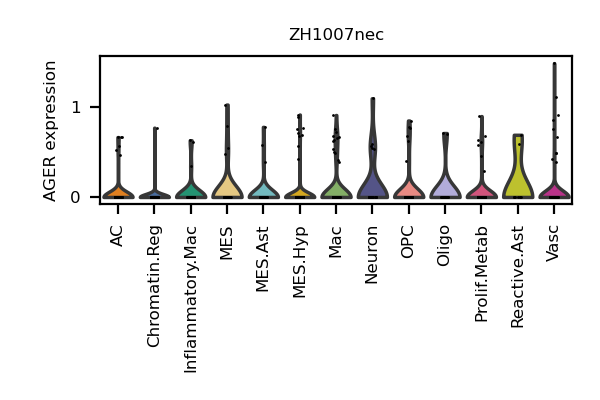 ZH1007nec
AGER expression
1
0
AC
Chromatin.Reg
Inflammatory.Mac
MES
MES.Ast
MES.Hyp
Mac
Neuron
OPC
Oligo
Prolif.Metab
Reactive.Ast
Vasc